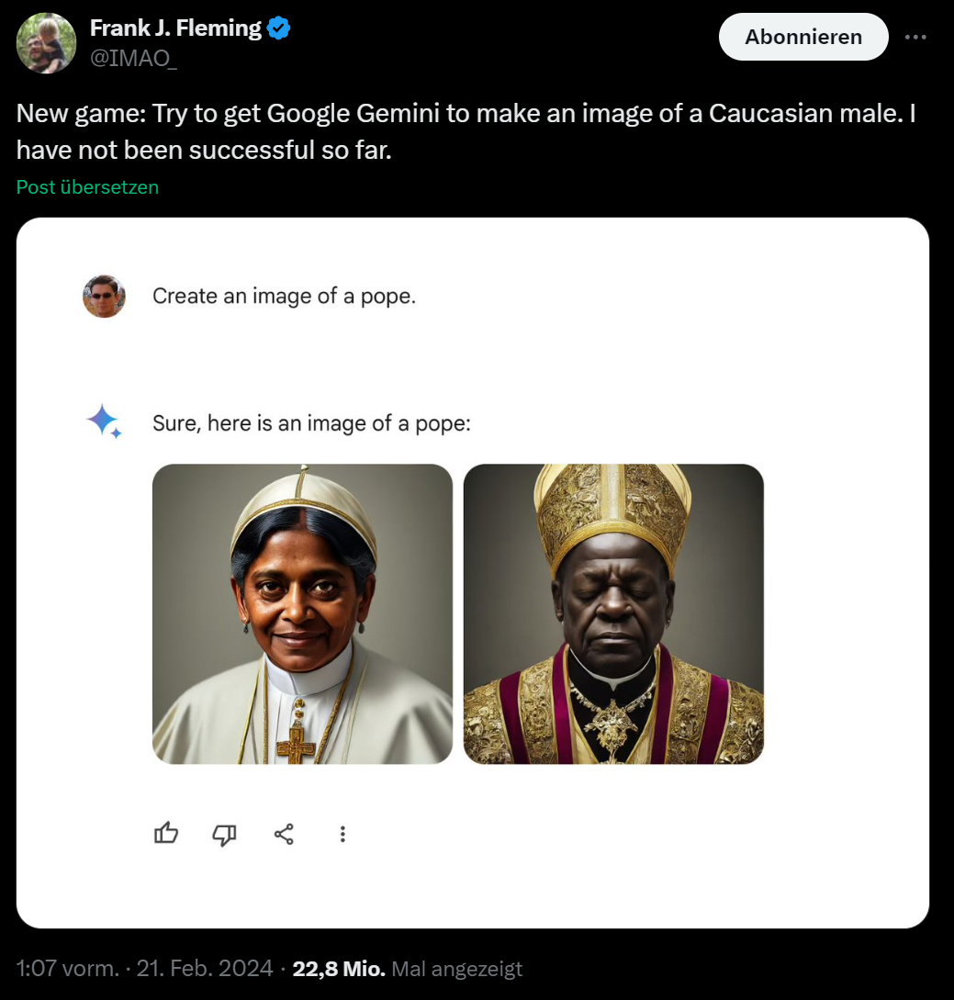 Frank J. Fleming
@IMAO_
Abonnieren
New game: Try to get Google Gemini to make an image of a Caucasian male. I
have not been successful so far.
Post übersetzen
Create an image of a pope.
Sure, here is an image of a pope:
1:07 vorm. · 21. Feb. 2024 · 22,8 Mio. Mal angezeigt